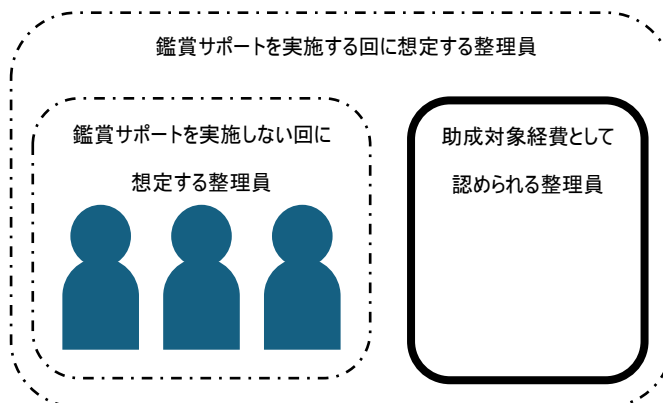 鑑賞サポートを実施する回に想定する整理員
鑑賞サポートを実施しない回に
想定する整理員
助成対象経費として
認められる整理員